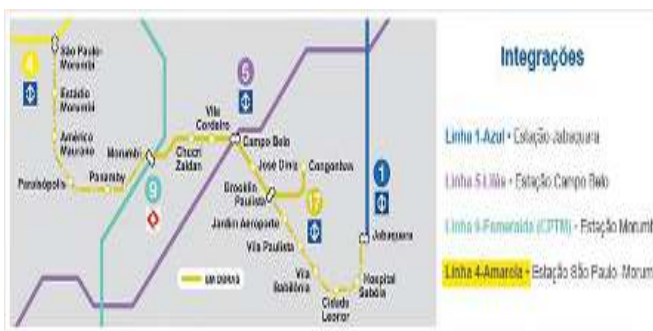 4
São Paulo-
Morumbi
Estádio
Morumbi
Américo
Maurano
Paraisópolis
Panamby
Morumbi
9
Chucri
Zaidan
Vila
Cordeiro
5
Campo Belo
José Diniz
Congonhas
Brooklin
Paulista
17
Jardim Aeroporto
Vila Paulista
Vila
Babilônia
Cidade
Leonor
Hospital
Sabóia
Jabaquara
1
EM OBRAS
Integrações
Linha 1-Azul • Estação Jabaquara
Linha 5-Lilás • Estação Campo Belo
Linha 9-Esmeralda (CPTM) • Estação Morumb
Linha 4-Amarela • Estação São Paulo-Morum